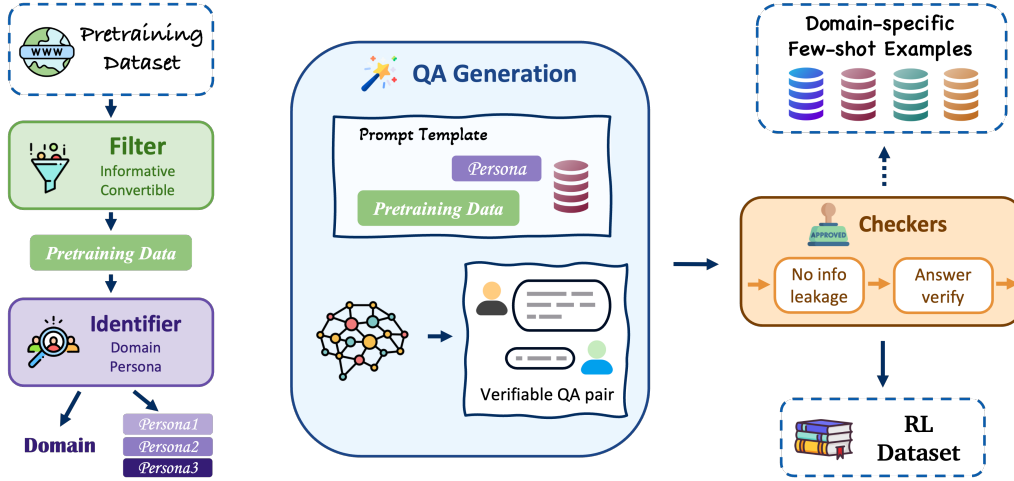 Pretraining
Dataset
WWW
Filter
Informative
Convertible
Pretraining Data
Identifier
Domain
Persona
Domain
Persona1
Persona2
Persona3
QA Generation
Prompt Template
Persona
Pretraining Data
Verifiable QA pair
Domain-specific
Few-shot Examples
APPROVED
Checkers
No info
leakage
Answer
verify
RL
Dataset